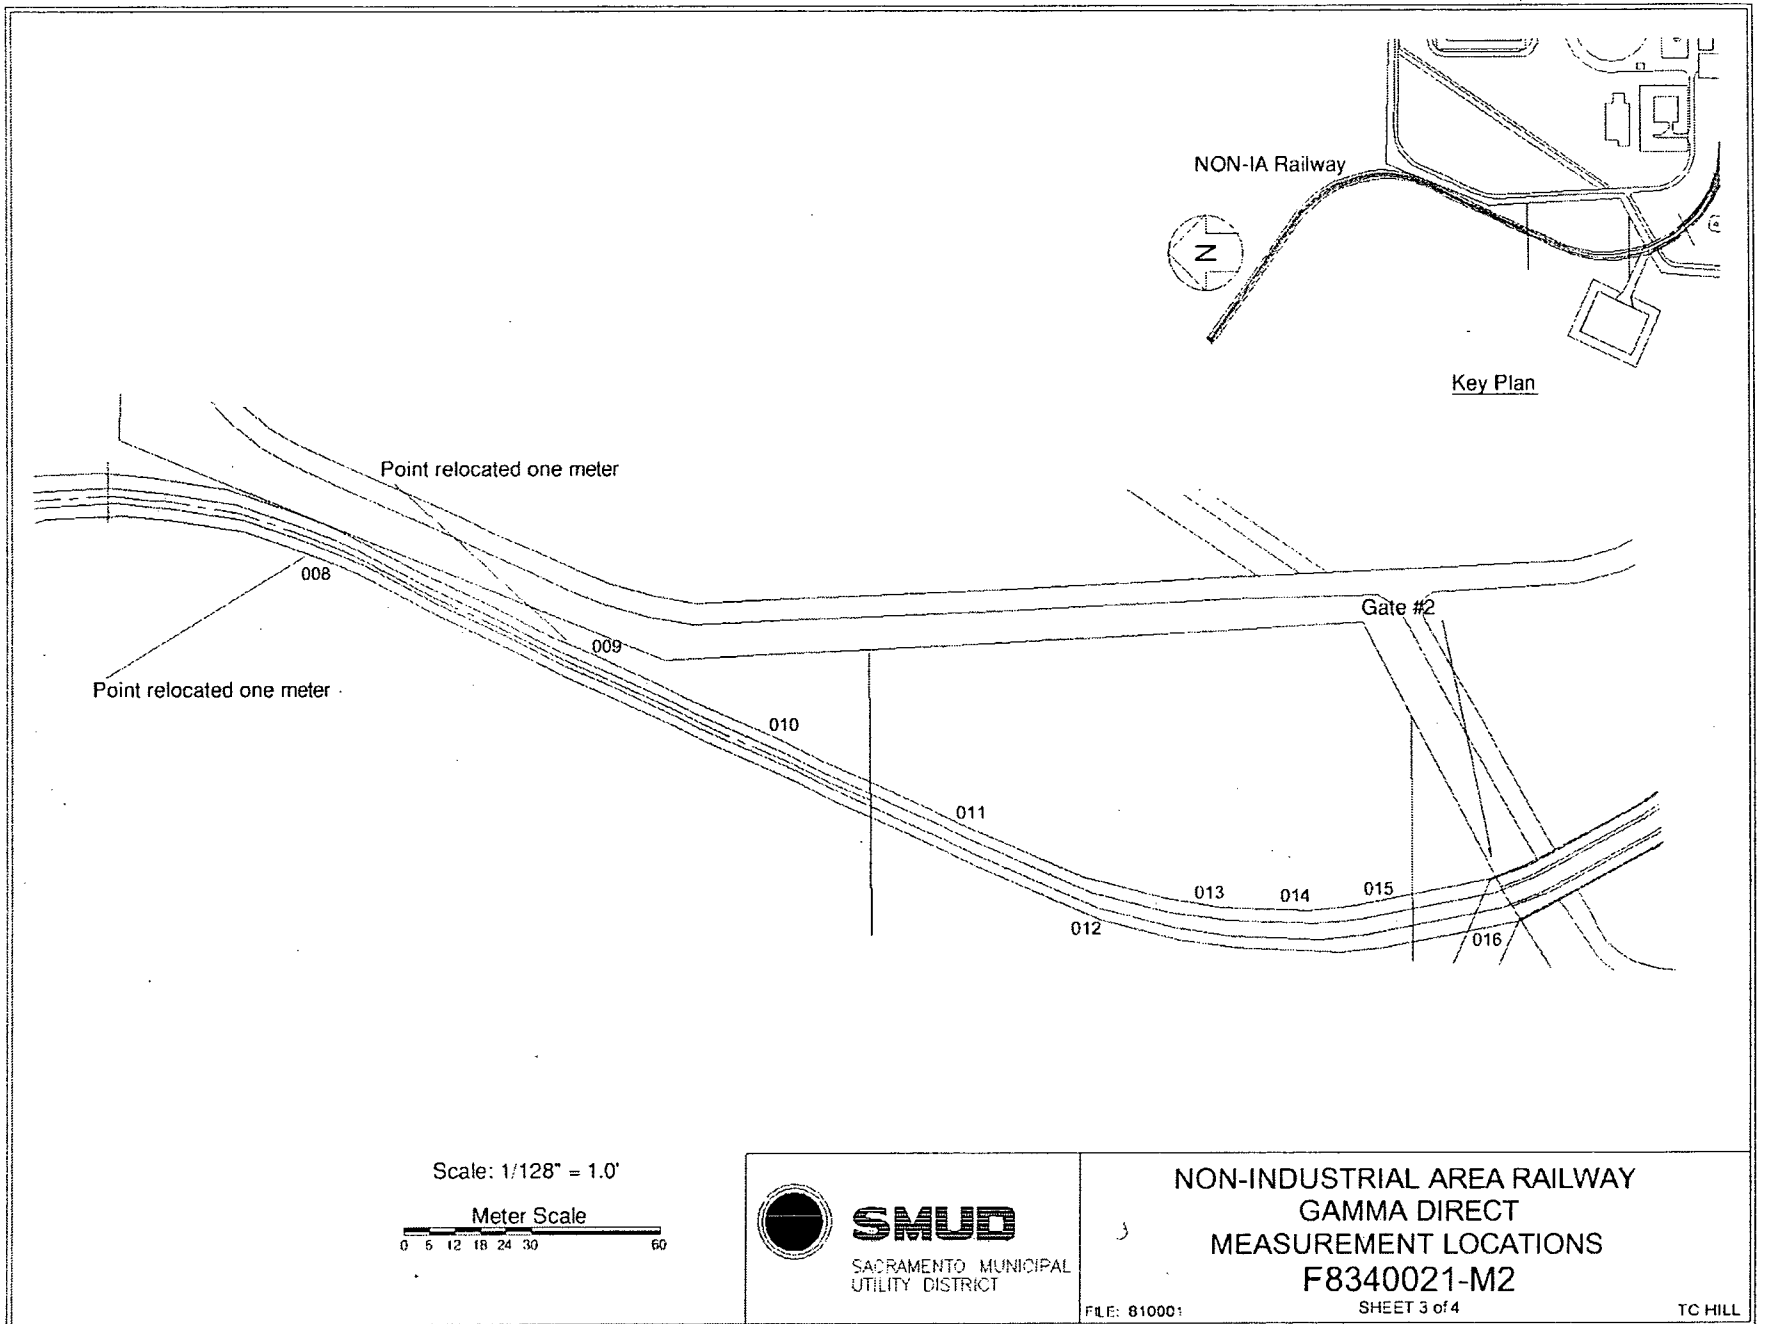 NON-IA Railway
N
Key Plan
Point relocated one meter
008
009
Gate #2
Point relocated one meter
010
011
013
014
015
012
016
Scale: 1/128" = 1.0'
Meter Scale
0 5 12 18 24 30 60
SMUD
SACRAMENTO MUNICIPAL
UTILITY DISTRICT
NON-INDUSTRIAL AREA RAILWAY
GAMMA DIRECT
MEASUREMENT LOCATIONS
F8340021-M2
FILE: 810001
SHEET 3 of 4
TC HILL